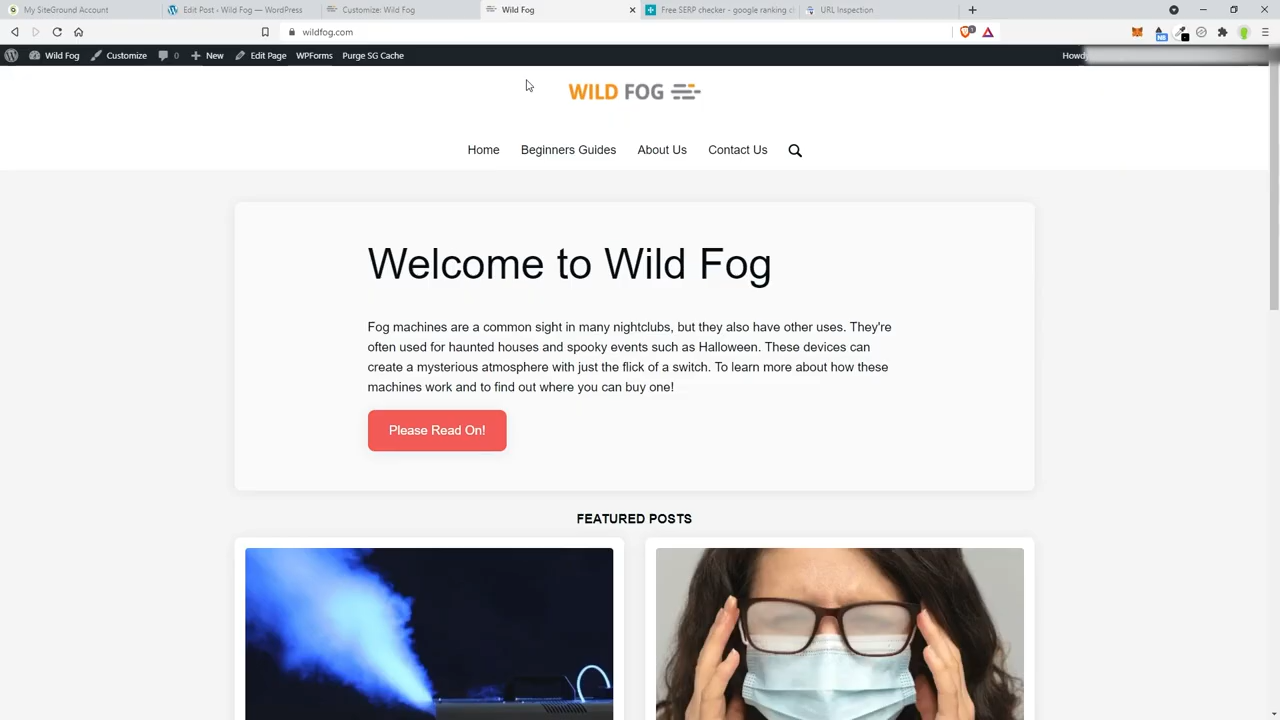 My SiteGround Account
Edit Post ‹ Wild Fog — WordPress
Customize: Wild Fog
Wild Fog
Free SERP checker - google ranking c
URL Inspection
wildfog.com
Wild Fog
Customize
0
New
Edit Page
WPForms
Purge SG Cache
Howdy
WILD FOG
Home
Beginners Guides
About Us
Contact Us
Welcome to Wild Fog
Fog machines are a common sight in many nightclubs, but they also have other uses. They're
often used for haunted houses and spooky events such as Halloween. These devices can
create a mysterious atmosphere with just the flick of a switch. To learn more about how these
machines work and to find out where you can buy one!
Please Read On!
FEATURED POSTS